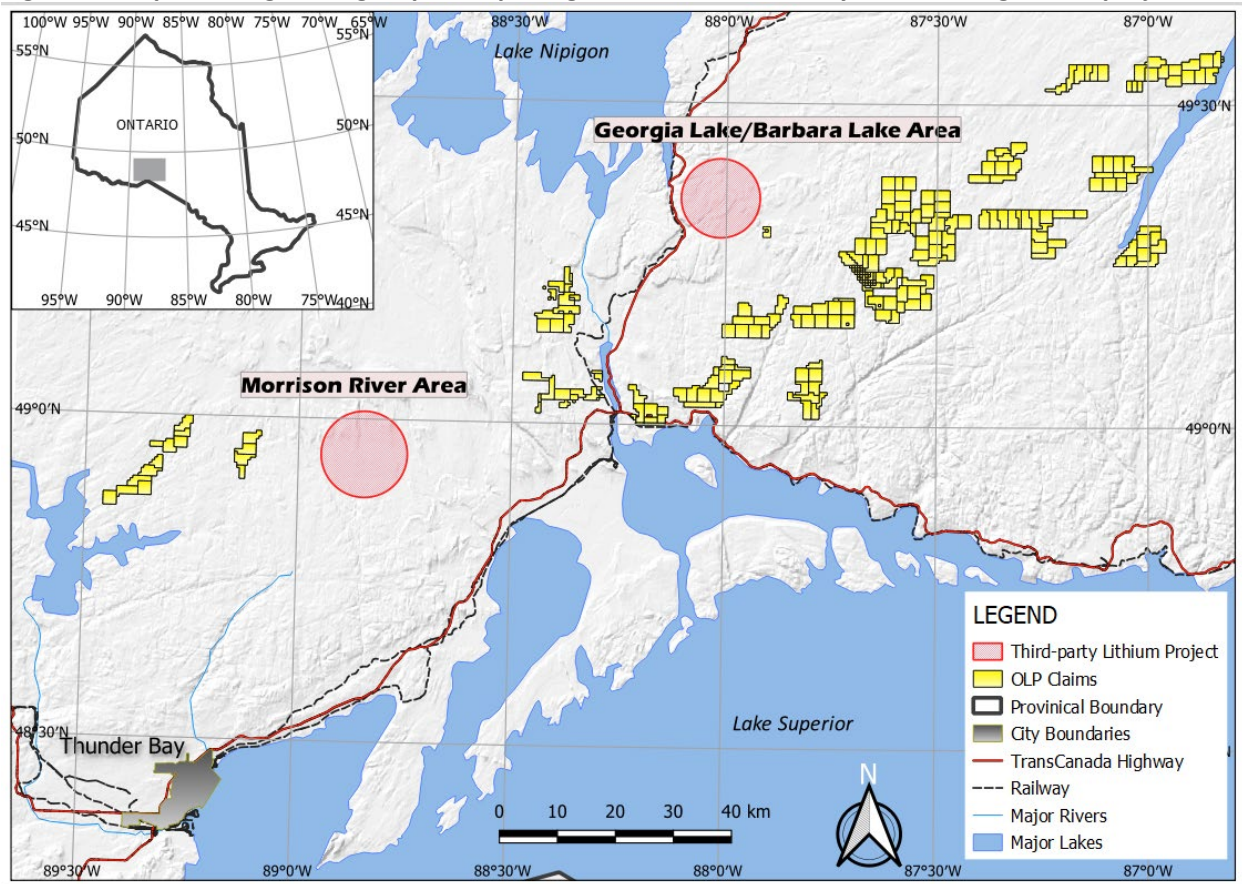 100°W 95°W 90°W 85°W 80°W 75°W 70°W 65°W
88°30'W 88°0'W 87°30'W 87°0'W
55°N 55°N
Lake Nipigon
49°30'N
ONTARIO
50°N 50°N
Georgia Lake/Barbara Lake Area
45°N 45°N
95°W 90°W 85°W 80°W 75°W 40°N
Morrison River Area
49°0'N 49°0'N
LEGEND
Third-party Lithium Project
OLP Claims
Provinical Boundary
City Boundaries
TransCanada Highway
Railway
Major Rivers
Major Lakes
Lake Superior
48°30'N
Thunder Bay
N
0 10 20 30 40 km
89°30'W 89°0'W 88°30'W 88°0'W 87°30'W 87°0'W